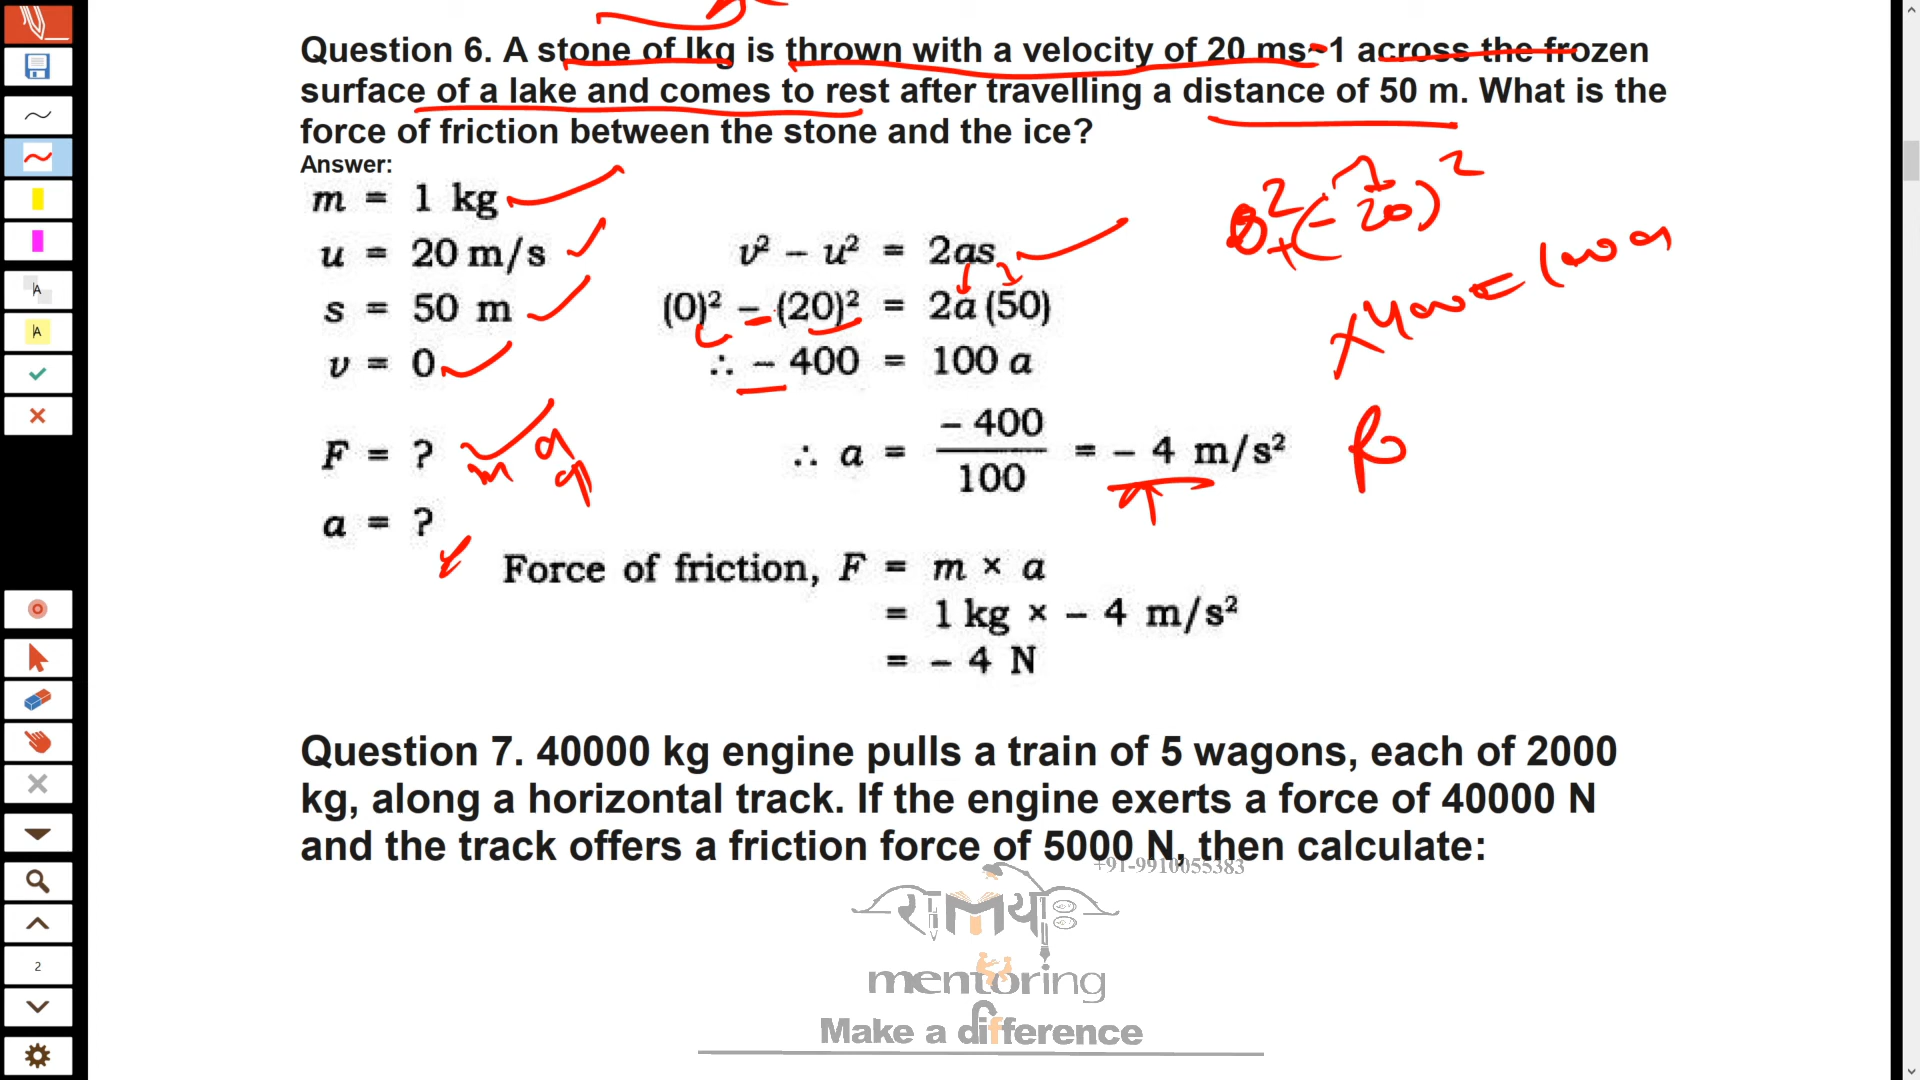 Question 6. A stone of lkg is thrown with a velocity of 20 ms~1 across the frozen
surface of a lake and comes to rest after travelling a distance of 50 m. What is the
force of friction between the stone and the ice?
Answer:
m = 1 kg
u = 20 m/s
s = 50 m
v = 0
F = ?
m a
a = ?
v² – u² = 2as
(0)² – (20)² = 2a (50)
∴ – 400 = 100 a
∴ a = – 400 / 100 = – 4 m/s²
Force of friction, F = m × a
= 1 kg × – 4 m/s²
= – 4 N
Question 7. 40000 kg engine pulls a train of 5 wagons, each of 2000
kg, along a horizontal track. If the engine exerts a force of 40000 N
and the track offers a friction force of 5000 N, then calculate:
+91-9910055383
mentoring
Make a difference
A
A
2